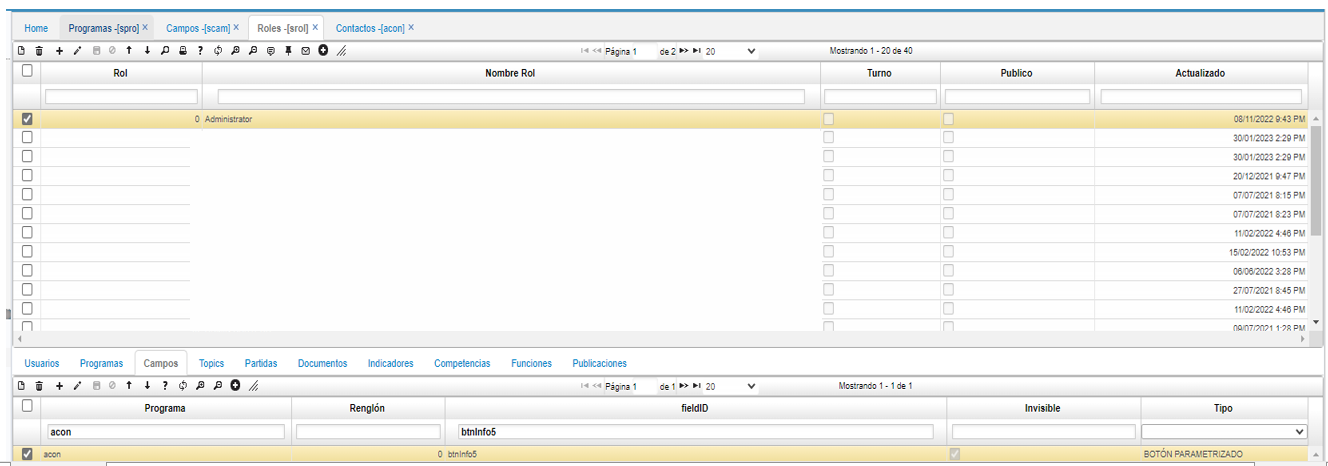 Home Programas -[spro] × Campos -[scam] × Roles -[srol] × Contactos -[acon] ×
Página 1 de 2 20 Mostrando 1 - 20 de 40
Rol Nombre Rol Turno Publico Actualizado
0 Administrator 08/11/2022 9:43 PM
30/01/2023 2:29 PM
30/01/2023 2:29 PM
20/12/2021 9:47 PM
07/07/2021 8:15 PM
07/07/2021 8:23 PM
11/02/2022 4:46 PM
15/02/2022 10:53 PM
06/06/2022 3:28 PM
27/07/2021 8:45 PM
11/02/2022 4:46 PM
09/07/2021 1:28 PM
Usuarios Programas Campos Topics Partidas Documentos Indicadores Competencias Funciones Publicaciones
Página 1 de 1 20 Mostrando 1 - 1 de 1
Programa Renglón fieldID Invisible Tipo
acon btnInfo5
acon 0 btnInfo5 BOTÓN PARAMETRIZADO